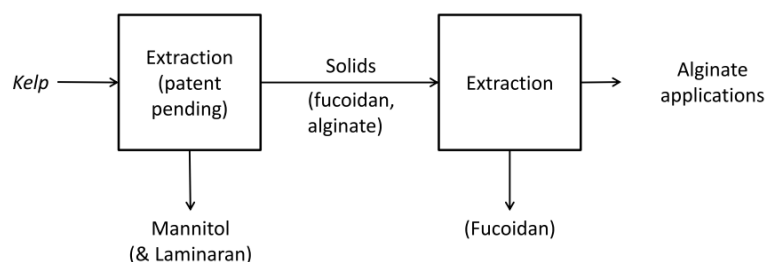 Kelp
Extraction
(patent
pending)
Solids
(fucoidan,
alginate)
Extraction
Alginate
applications
Mannitol
(& Laminaran)
(Fucoidan)